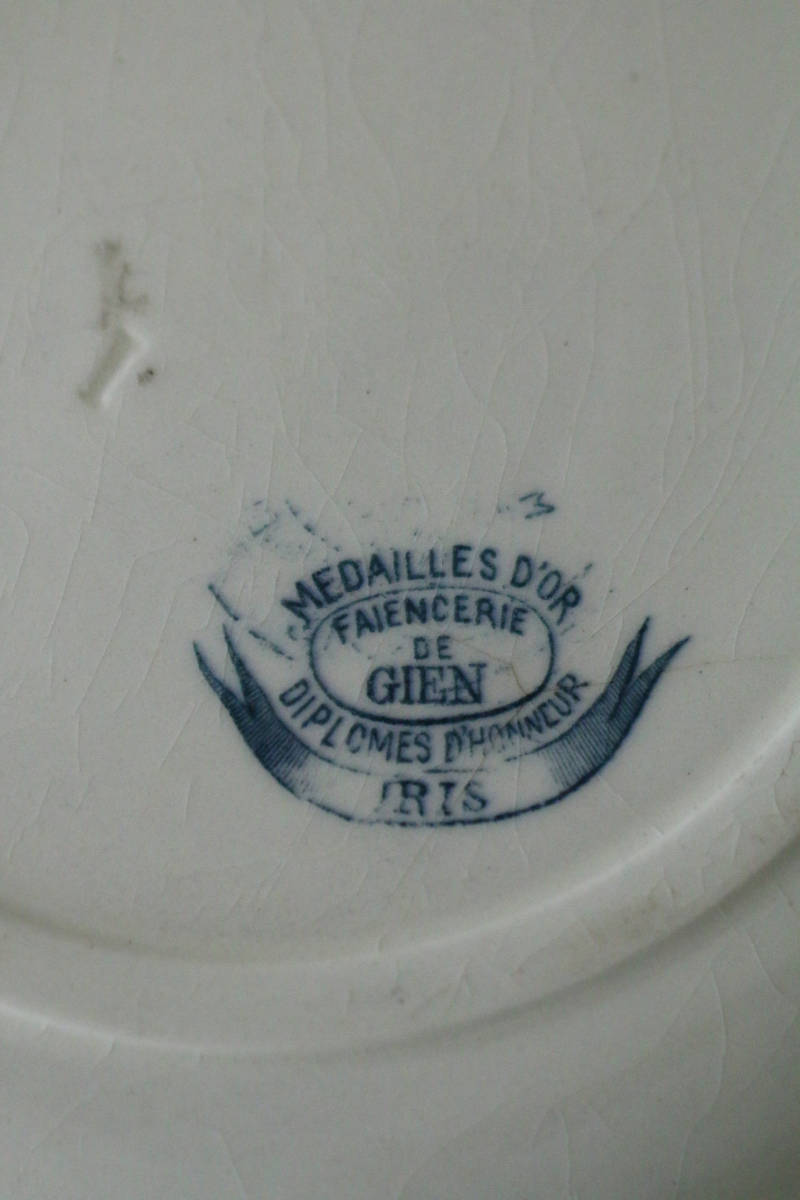 MEDAILLES D'OR
FAIENCERIE
DE
GIEN
DIPLOMES D'HONNEUR
IRIS